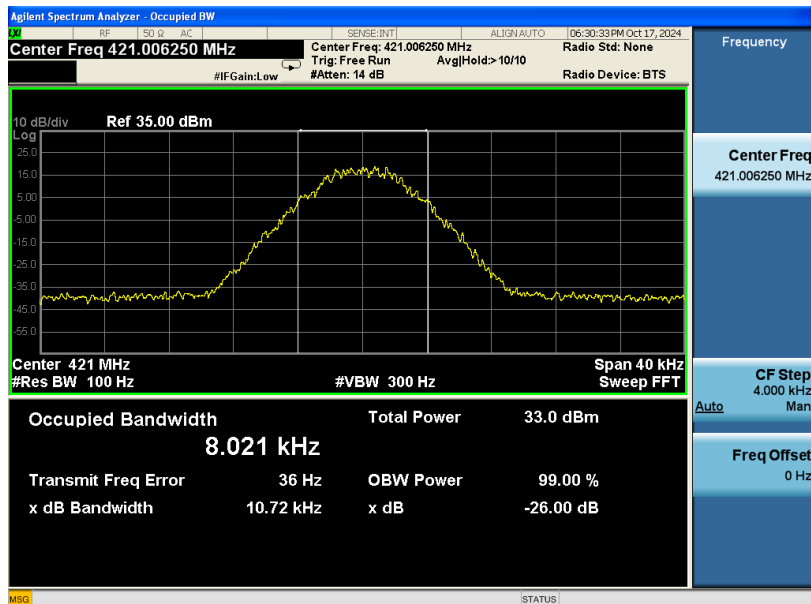 Agilent Spectrum Analyzer - Occupied BW
LXI RF 50 Ω AC SENSE:INT ALIGN AUTO 06:30:33 PM Oct 17, 2024
Center Freq 421.006250 MHz
Center Freq: 421.006250 MHz
Radio Std: None
Trig: Free Run Avg|Hold:> 10/10
#IFGain:Low
#Atten: 14 dB
Radio Device: BTS
10 dB/div Ref 35.00 dBm
Log
25.0
15.0
5.00
-5.00
-15.0
-25.0
-35.0
-45.0
-55.0
Center 421 MHz Span 40 kHz
#Res BW 100 Hz #VBW 300 Hz Sweep FFT
Occupied Bandwidth Total Power 33.0 dBm
8.021 kHz
Transmit Freq Error 36 Hz OBW Power 99.00 %
x dB Bandwidth 10.72 kHz x dB -26.00 dB
Frequency
Center Freq
421.006250 MHz
CF Step
4.000 kHz
Auto Man
Freq Offset
0 Hz
MSG STATUS